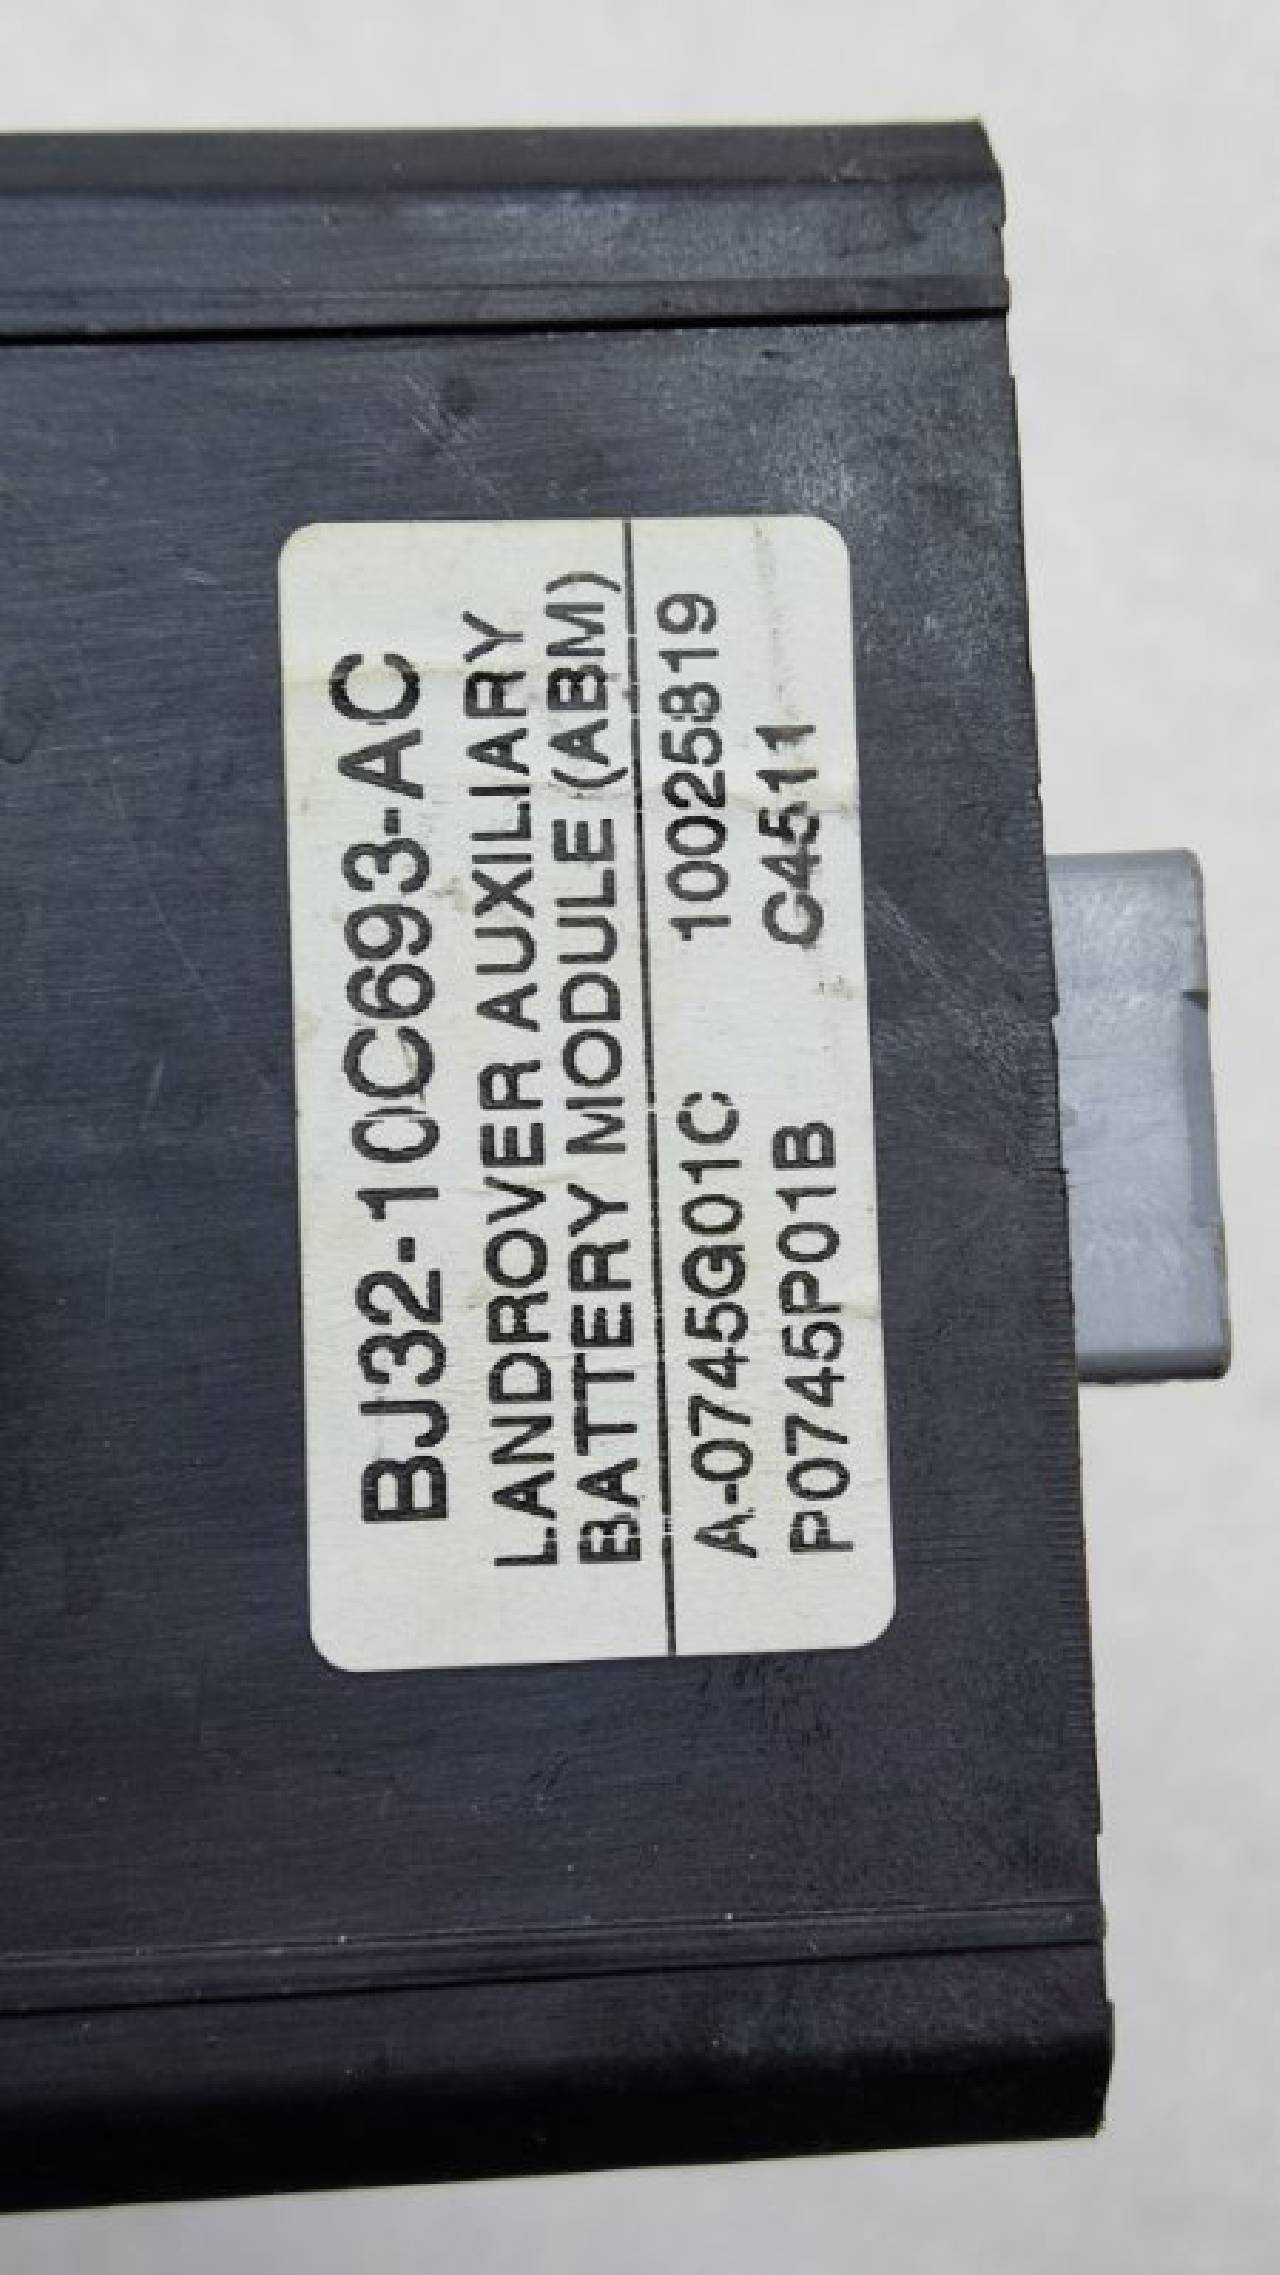 BJ32-10C693-AC
LANDROVER AUXILIARY
BATTERY MODULE (ABM)
A-0745G01C 10025819
P0745P01B C4511